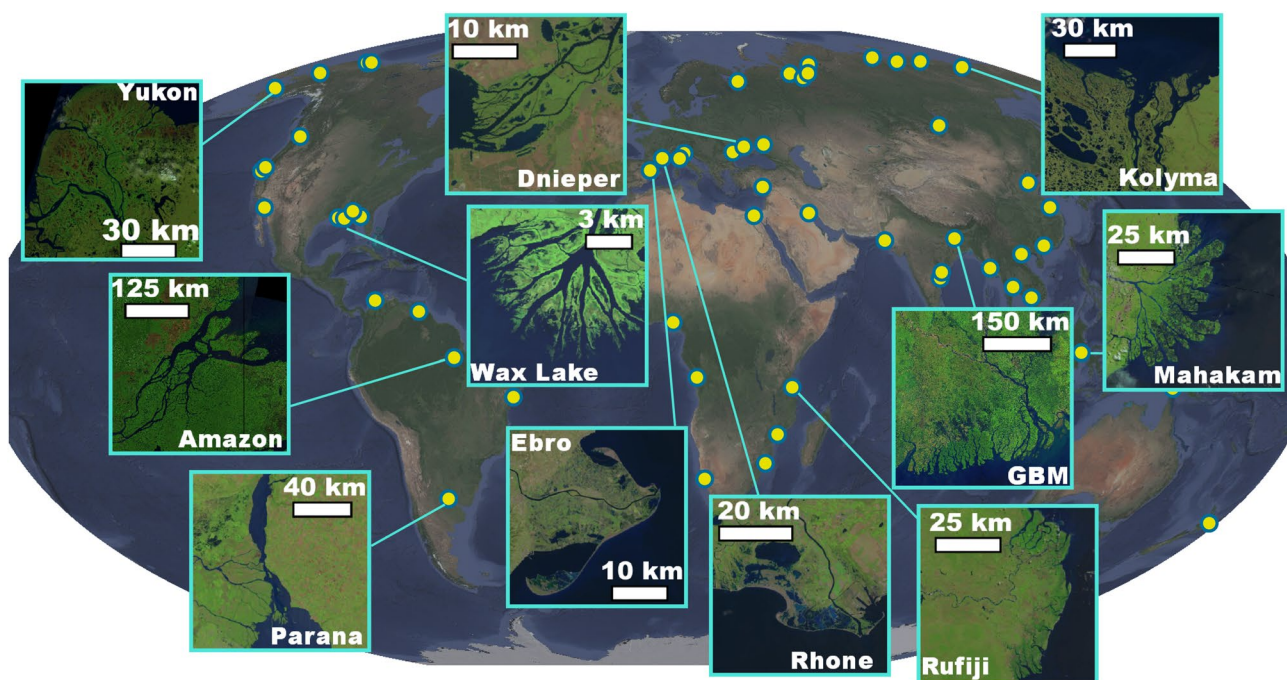 Yukon
30 km
10 km
Dnieper
30 km
Kolyma
125 km
Amazon
3 km
Wax Lake
25 km
Mahakam
150 km
GBM
40 km
Parana
Ebro
10 km
20 km
Rhone
25 km
Rufiji